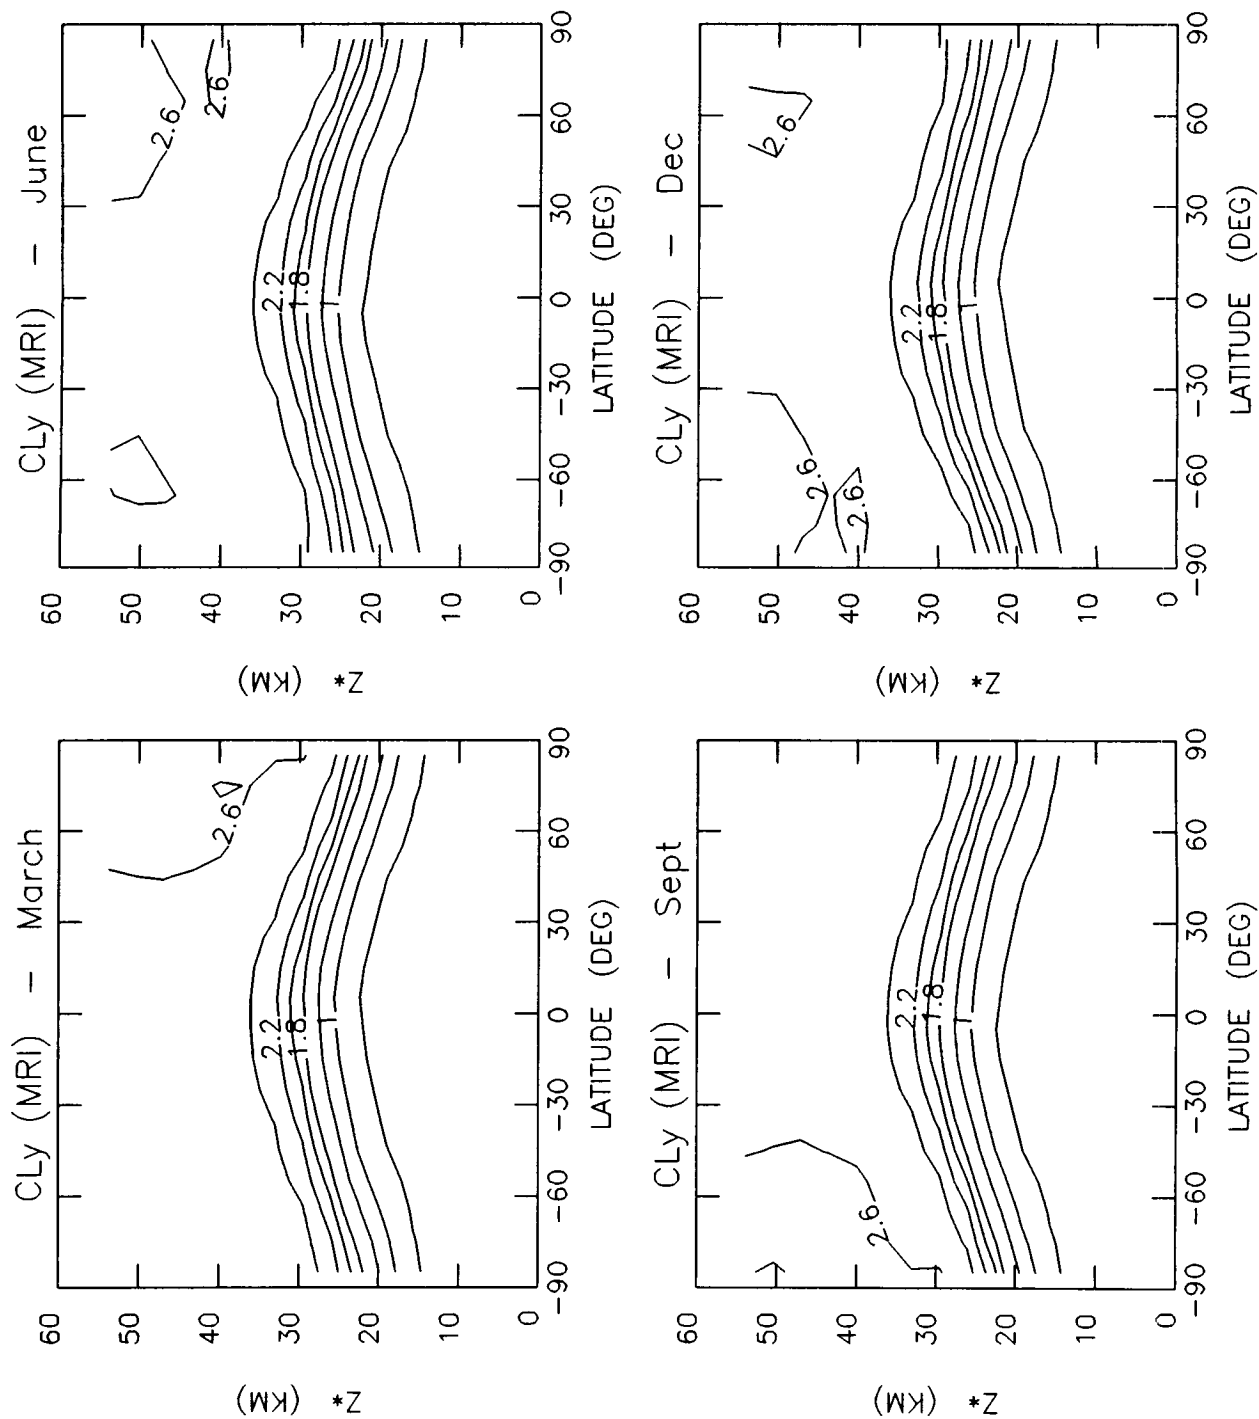 CLy (MRI) — March
60
50
40
30
20
10
0
Z* (KM)
2.6
2.2
1.8
1
-90 -60 -30 0 30 60 90
LATITUDE (DEG)
CLy (MRI) — June
60
50
40
30
20
10
0
Z* (KM)
2.6
2.6
2.2
1.8
1
-90 -60 -30 0 30 60 90
LATITUDE (DEG)
CLy (MRI) — Sept
60
50
40
30
20
10
0
Z* (KM)
2.6
2.2
1.8
1
-90 -60 -30 0 30 60 90
LATITUDE (DEG)
CLy (MRI) — Dec
60
50
40
30
20
10
0
Z* (KM)
2.6
2.6
2.6
2.2
1.8
1
-90 -60 -30 0 30 60 90
LATITUDE (DEG)